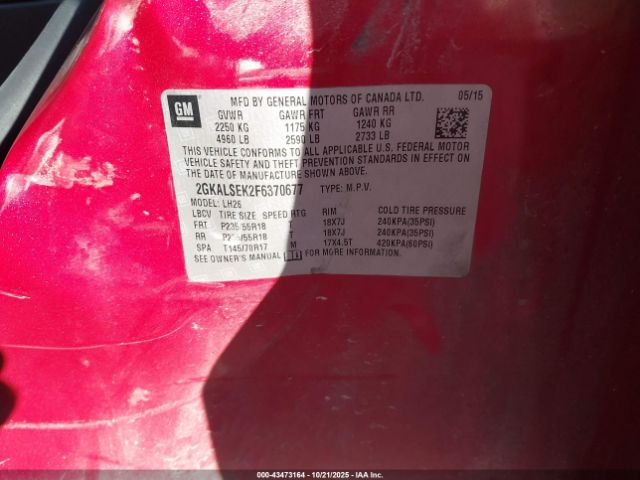 GM
MFD BY GENERAL MOTORS OF CANADA LTD. 05/15
GVWR GAWR FRT GAWR RR
2250 KG 1175 KG 1240 KG
4960 LB 2590 LB 2733 LB
THIS VEHICLE CONFORMS TO ALL APPLICABLE U.S. FEDERAL MOTOR
VEHICLE SAFETY AND THEFT PREVENTION STANDARDS IN EFFECT ON
THE DATE OF MANUFACTURE SHOWN ABOVE.
2GKALSEK2F6370677 TYPE: M.P.V.
MODEL: LH26
LBCV TIRE SIZE SPEED RTG RIM COLD TIRE PRESSURE
FRT P235/55R18 T 18X7J 240KPA(35PSI)
RR /55R18 T 18X7J 240KPA(35PSI)
SPA T145/70R17 M 17X4.5T 420KPA(60PSI)
SEE OWNER'S MANUAL FOR MORE INFORMATION.
000-43473164 - 10/21/2025 - IAAI.COM